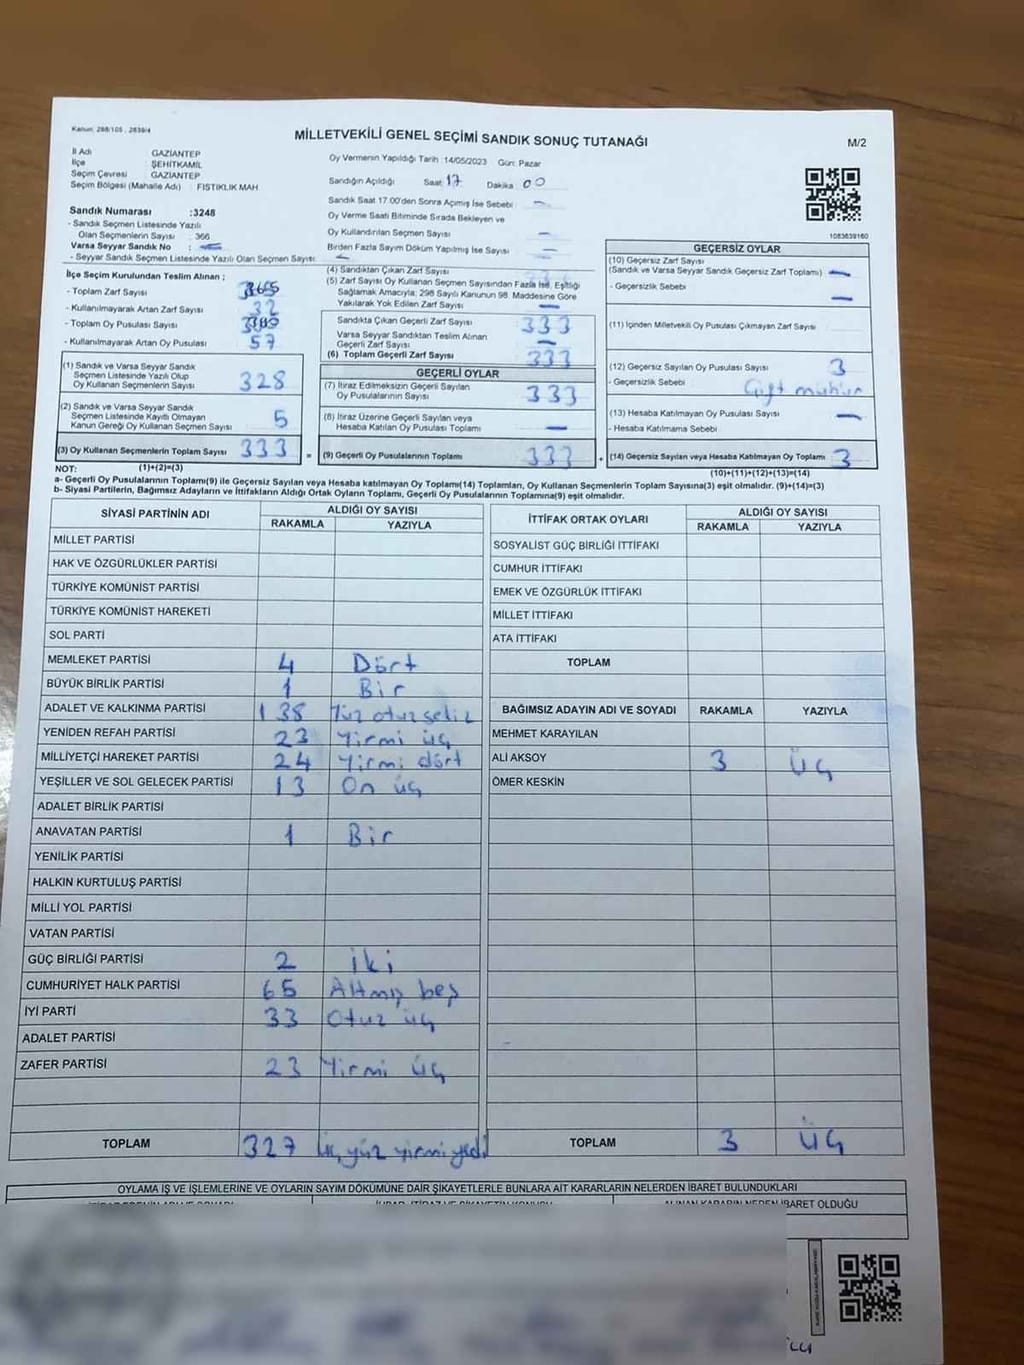 Kanun: 298/105 , 2839/4
MİLLETVEKİLİ GENEL SEÇİMİ SANDIK SONUÇ TUTANAĞI
M/2
İl Adı GAZİANTEP
İlçe ŞEHİTKAMİL
Seçim Çevresi GAZİANTEP
Seçim Bölgesi (Mahalle Adı) : FISTIKLIK MAH
Sandık Numarası :3248
- Sandık Seçmen Listesinde Yazılı
Olan Seçmenlerin Sayısı : 366
Varsa Seyyar Sandık No : –
- Seyyar Sandık Seçmen Listesinde Yazılı Olan Seçmen Sayısı: –
Oy Vermenin Yapıldığı Tarih :14/05/2023 Gün: Pazar
Sandığın Açıldığı Saat 17 Dakika 00
Sandık Saat 17.00'den Sonra Açılmış İse Sebebi: –
Oy Verme Saati Bitiminde Sırada Bekleyen ve
Oy Kullandırılan Seçmen Sayısı –
Birden Fazla Sayım Döküm Yapılmış İse Sayısı –
1083639160
İlçe Seçim Kurulundan Teslim Alınan ;
- Toplam Zarf Sayısı
- Kullanılmayarak Artan Zarf Sayısı 32
- Toplam Oy Pusulası Sayısı
- Kullanılmayarak Artan Oy Pusulası 57
(1) Sandık ve Varsa Seyyar Sandık
Seçmen Listesinde Yazılı Olup
Oy Kullanan Seçmenlerin Sayısı 328
(2) Sandık ve Varsa Seyyar Sandık
Seçmen Listesinde Kayıtlı Olmayan
Kanun Gereği Oy Kullanan Seçmen Sayısı 5
(3) Oy Kullanan Seçmenlerin Toplam Sayısı 333
(1)+(2)=(3)
(4) Sandıktan Çıkan Zarf Sayısı
(5) Zarf Sayısı Oy Kullanan Seçmen Sayısından Fazla İse, Eşitliği
Sağlamak Amacıyla; 298 Sayılı Kanunun 98. Maddesine Göre
Yakılarak Yok Edilen Zarf Sayısı –
Sandıkta Çıkan Geçerli Zarf Sayısı 333
Varsa Seyyar Sandıktan Teslim Alınan
Geçerli Zarf Sayısı –
(6) Toplam Geçerli Zarf Sayısı 333
GEÇERLİ OYLAR
(7) İtiraz Edilmeksizin Geçerli Sayılan
Oy Pusulalarının Sayısı 333
(8) İtiraz Üzerine Geçerli Sayılan veya
Hesaba Katılan Oy Pusulası Toplamı –
= (9) Geçerli Oy Pusulalarının Toplamı 333
GEÇERSİZ OYLAR
(10) Geçersiz Zarf Sayısı
(Sandık ve Varsa Seyyar Sandık Geçersiz Zarf Toplamı) –
- Geçersizlik Sebebi –
(11) İçinden Milletvekili Oy Pusulası Çıkmayan Zarf Sayısı
(12) Geçersiz Sayılan Oy Pusulası Sayısı 3
- Geçersizlik Sebebi Çift mühür
(13) Hesaba Katılmayan Oy Pusulası Sayısı –
- Hesaba Katılmama Sebebi
+ (14) Geçersiz Sayılan veya Hesaba Katılmayan Oy Toplamı 3
(10)+(11)+(12)+(13)=(14)
NOT:
a- Geçerli Oy Pusulalarının Toplamı(9) ile Geçersiz Sayılan veya Hesaba katılmayan Oy Toplamı(14) Toplamları, Oy Kullanan Seçmenlerin Toplam Sayısına(3) eşit olmalıdır. (9)+(14)=(3)
b- Siyasi Partilerin, Bağımsız Adayların ve İttifakların Aldığı Ortak Oyların Toplamı, Geçerli Oy Pusulalarının Toplamına(9) eşit olmalıdır.
SİYASİ PARTİNİN ADI ALDIĞI OY SAYISI
RAKAMLA YAZIYLA
MİLLET PARTİSİ
HAK VE ÖZGÜRLÜKLER PARTİSİ
TÜRKİYE KOMÜNİST PARTİSİ
TÜRKİYE KOMÜNİST HAREKETİ
SOL PARTİ
MEMLEKET PARTİSİ 4 Dört
BÜYÜK BİRLİK PARTİSİ 1 Bir
ADALET VE KALKINMA PARTİSİ 138 Yüz otuz sekiz
YENİDEN REFAH PARTİSİ 23 Yirmi üç
MİLLİYETÇİ HAREKET PARTİSİ 24 Yirmi dört
YEŞİLLER VE SOL GELECEK PARTİSİ 13 On üç
ADALET BİRLİK PARTİSİ
ANAVATAN PARTİSİ 1 Bir
YENİLİK PARTİSİ
HALKIN KURTULUŞ PARTİSİ
MİLLİ YOL PARTİSİ
VATAN PARTİSİ
GÜÇ BİRLİĞİ PARTİSİ 2 iki
CUMHURİYET HALK PARTİSİ 65 Altmış beş
İYİ PARTİ 33 Otuz üç
ADALET PARTİSİ
ZAFER PARTİSİ 23 Yirmi üç
TOPLAM 327 Üç yüz yirmi yedi
İTTİFAK ORTAK OYLARI ALDIĞI OY SAYISI
RAKAMLA YAZIYLA
SOSYALİST GÜÇ BİRLİĞİ İTTİFAKI
CUMHUR İTTİFAKI
EMEK VE ÖZGÜRLÜK İTTİFAKI
MİLLET İTTİFAKI
ATA İTTİFAKI
TOPLAM
BAĞIMSIZ ADAYIN ADI VE SOYADI RAKAMLA YAZIYLA
MEHMET KARAYILAN
ALİ AKSOY 3 Üç
ÖMER KESKİN
TOPLAM 3 Üç
OYLAMA İŞ VE İŞLEMLERİNE VE OYLARIN SAYIM DÖKÜMÜNE DAİR ŞİKAYETLERLE BUNLARA AİT KARARLARIN NELERDEN İBARET BULUNDUKLARI
ALINAN KARARIN NEDEN İBARET OLDUĞU